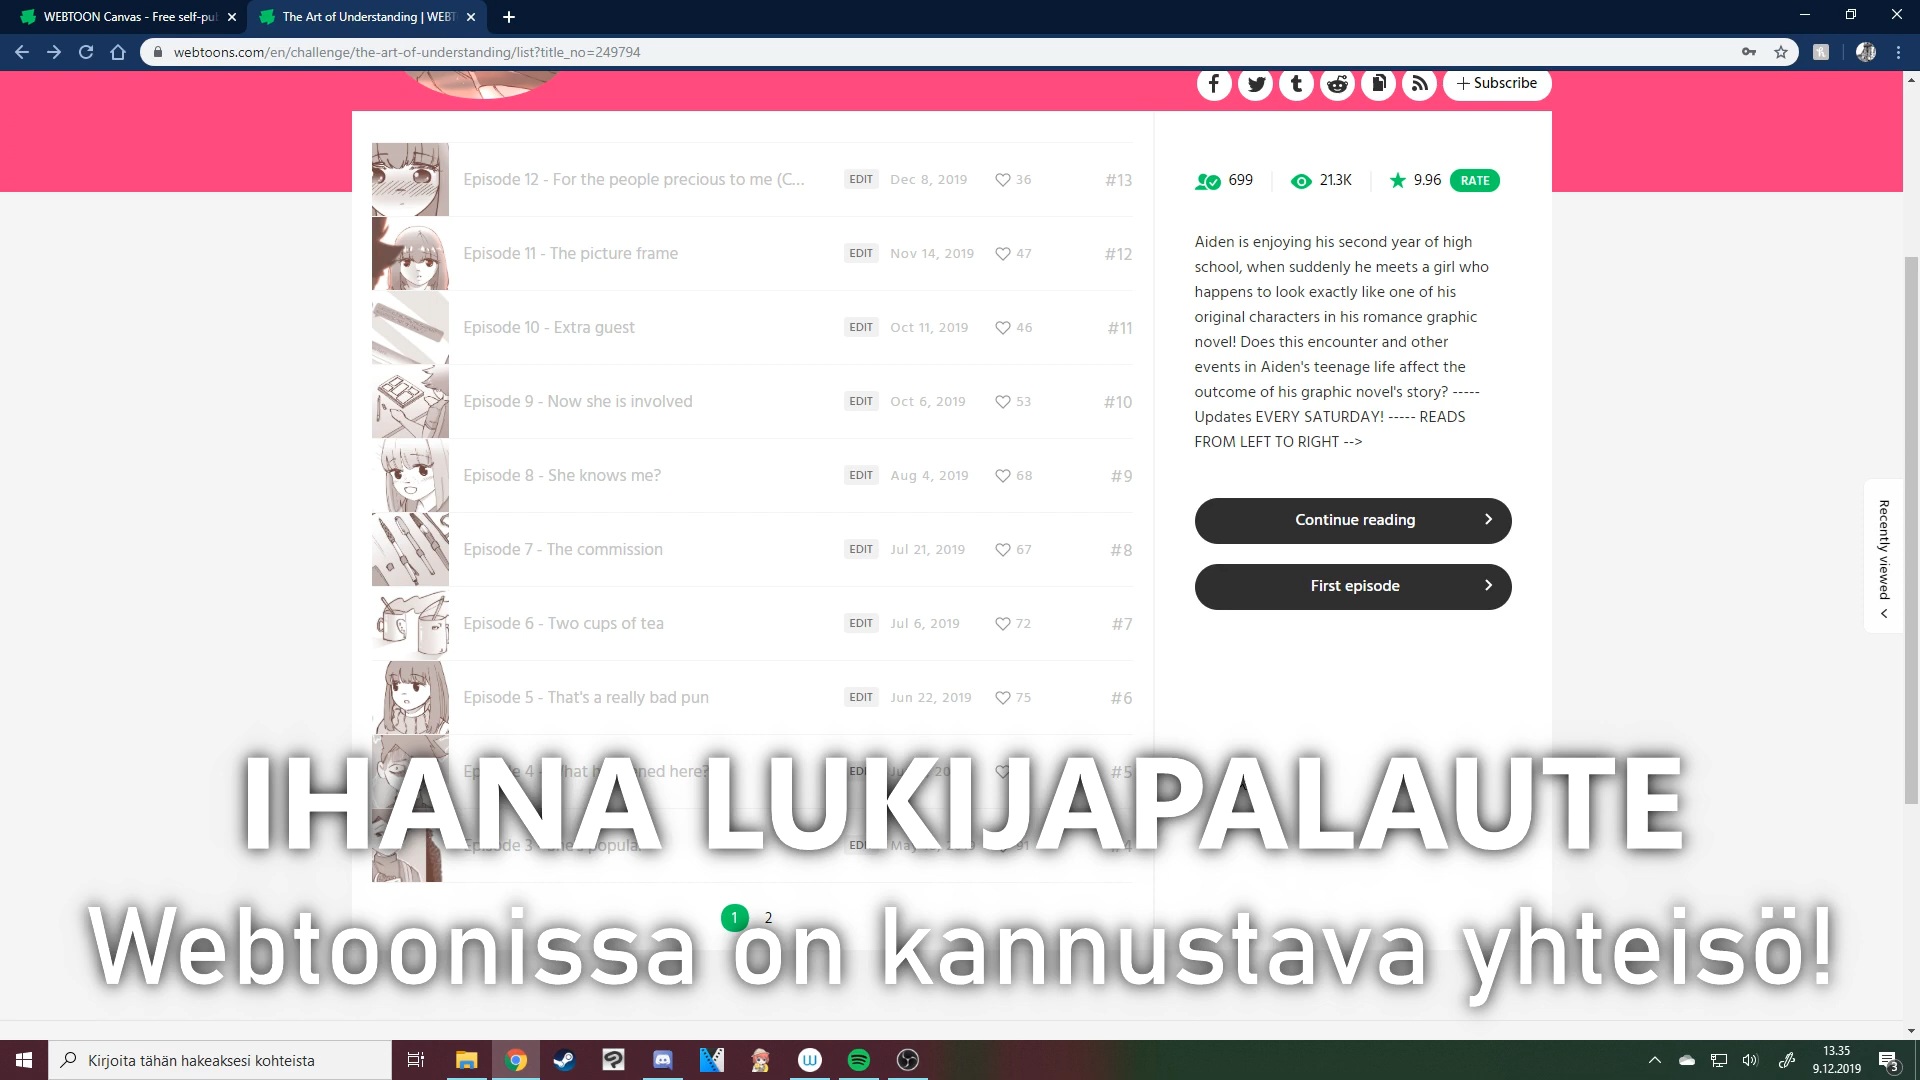 WEBTOON Canvas - Free self-pu
The Art of Understanding | WEBT
webtoons.com/en/challenge/the-art-of-understanding/list?title_no=249794
+ Subscribe
Episode 12 - For the people precious to me (C... EDIT Dec 8, 2019 36 #13
Episode 11 - The picture frame EDIT Nov 14, 2019 47 #12
Episode 10 - Extra guest EDIT Oct 11, 2019 46 #11
Episode 9 - Now she is involved EDIT Oct 6, 2019 53 #10
Episode 8 - She knows me? EDIT Aug 4, 2019 68 #9
Episode 7 - The commission EDIT Jul 21, 2019 67 #8
Episode 6 - Two cups of tea EDIT Jul 6, 2019 72 #7
Episode 5 - That's a really bad pun EDIT Jun 22, 2019 75 #6
4 - here? #5
Episode 3 - 91
1 2
699 21.3K 9.96 RATE
Aiden is enjoying his second year of high
school, when suddenly he meets a girl who
happens to look exactly like one of his
original characters in his romance graphic
novel! Does this encounter and other
events in Aiden's teenage life affect the
outcome of his graphic novel's story? -----
Updates EVERY SATURDAY! ----- READS
FROM LEFT TO RIGHT -->
Continue reading
First episode
Recently viewed
IHANA LUKIJAPALAUTE
Webtoonissa on kannustava yhteisö!
Kirjoita tähän hakeaksesi kohteista
13.35
9.12.2019
3